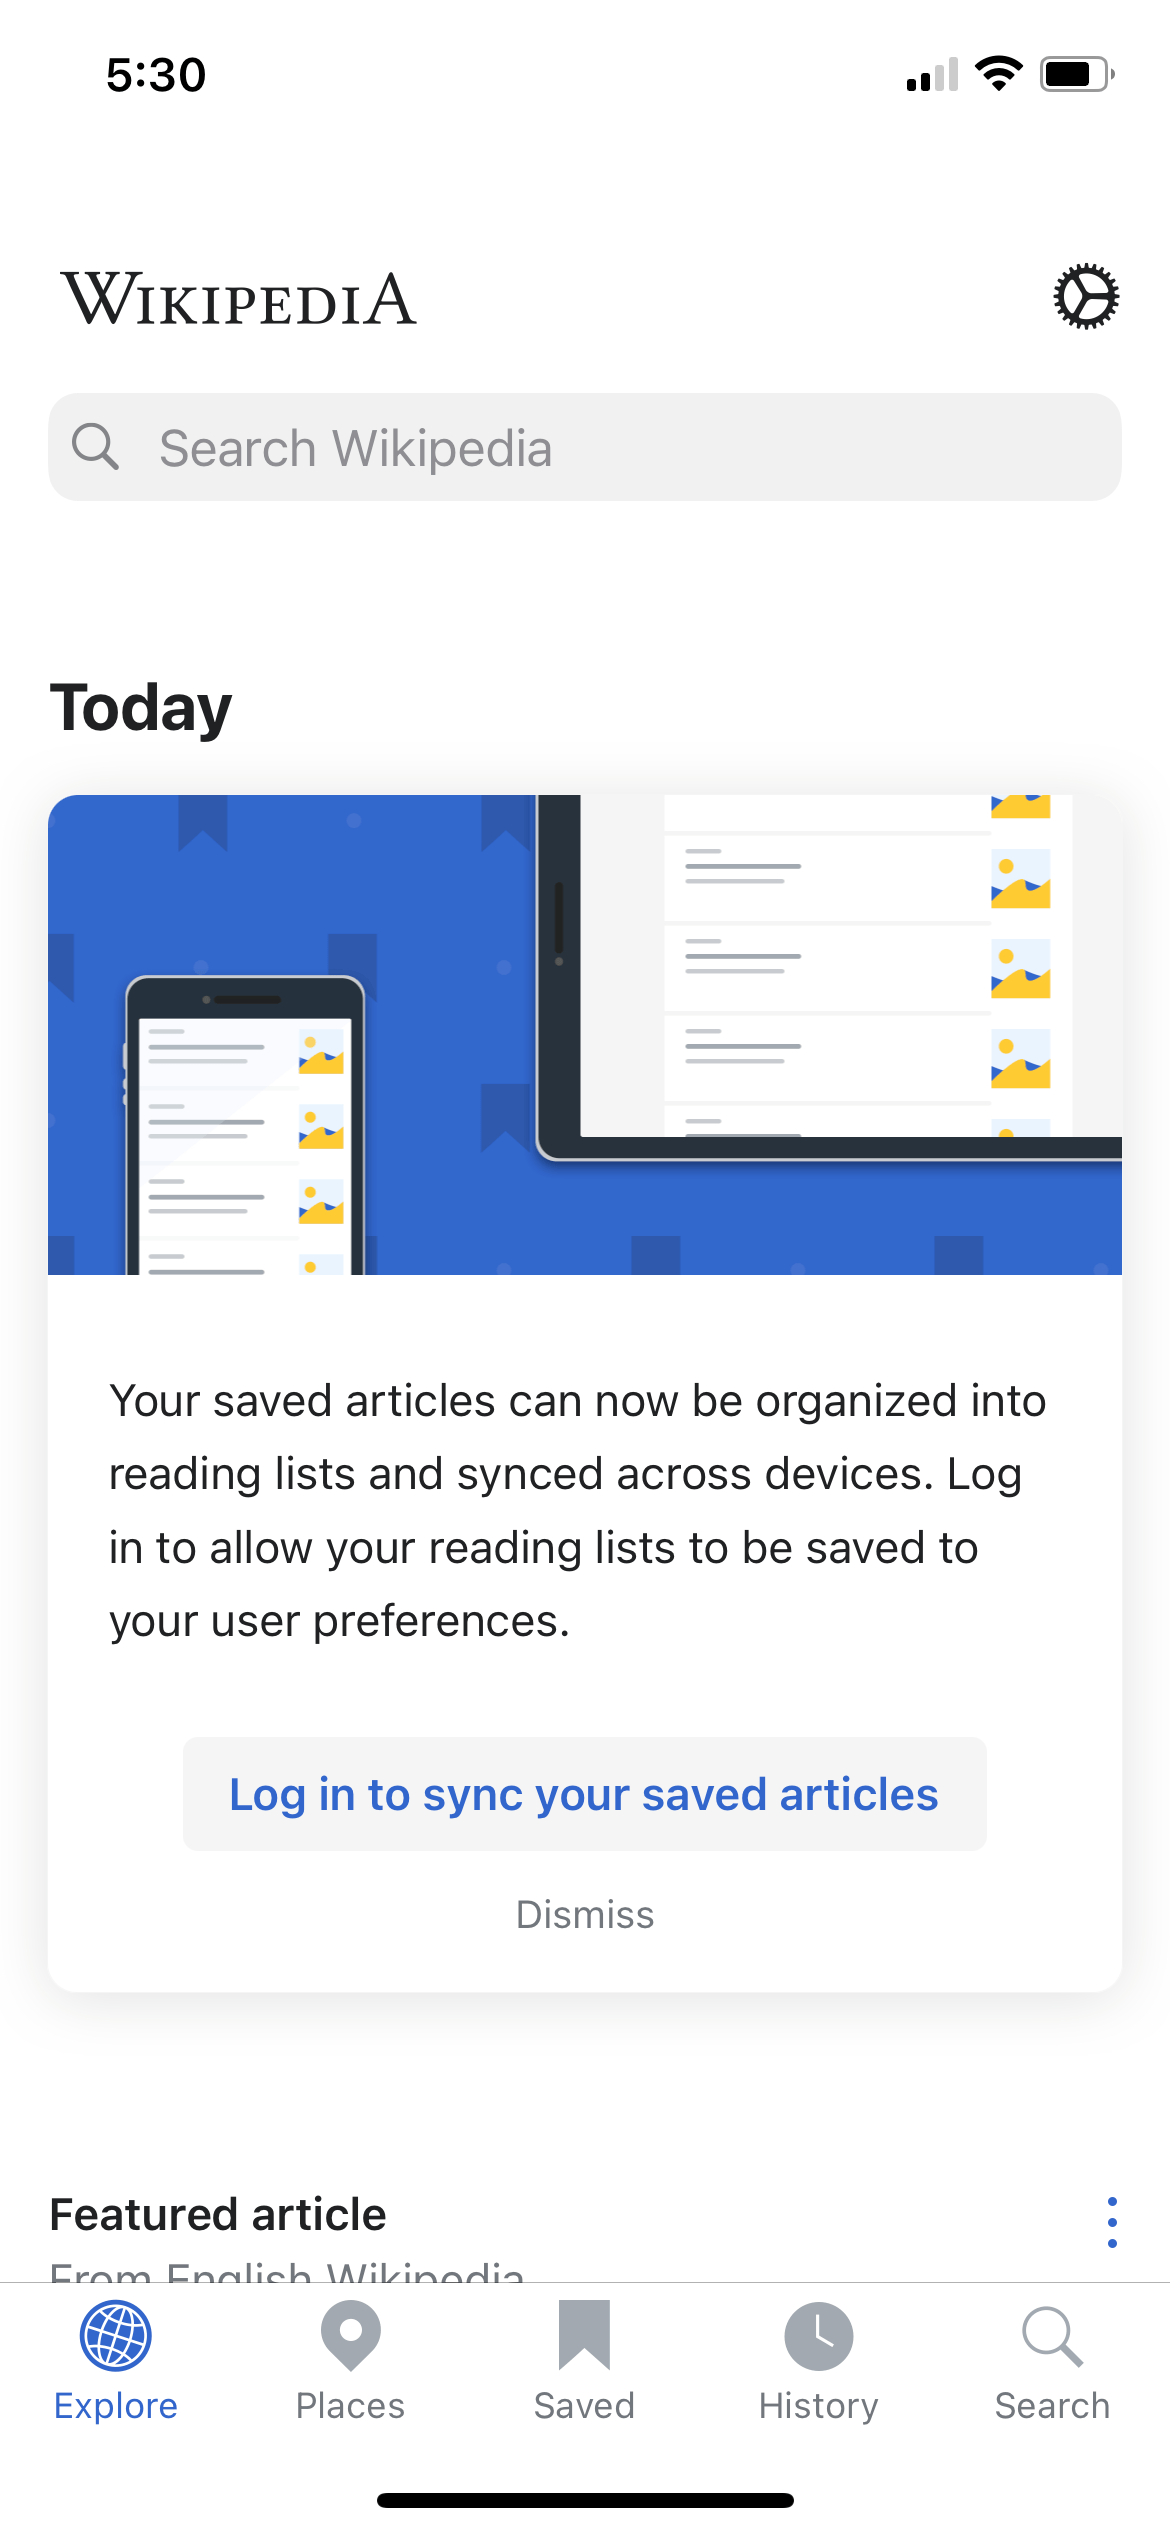 5:30
WIKIPEDIA
Search Wikipedia
Today
Your saved articles can now be organized into
reading lists and synced across devices. Log
in to allow your reading lists to be saved to
your user preferences.
Log in to sync your saved articles
Dismiss
Featured article
From English Wikipedia
Explore
Places
Saved
History
Search